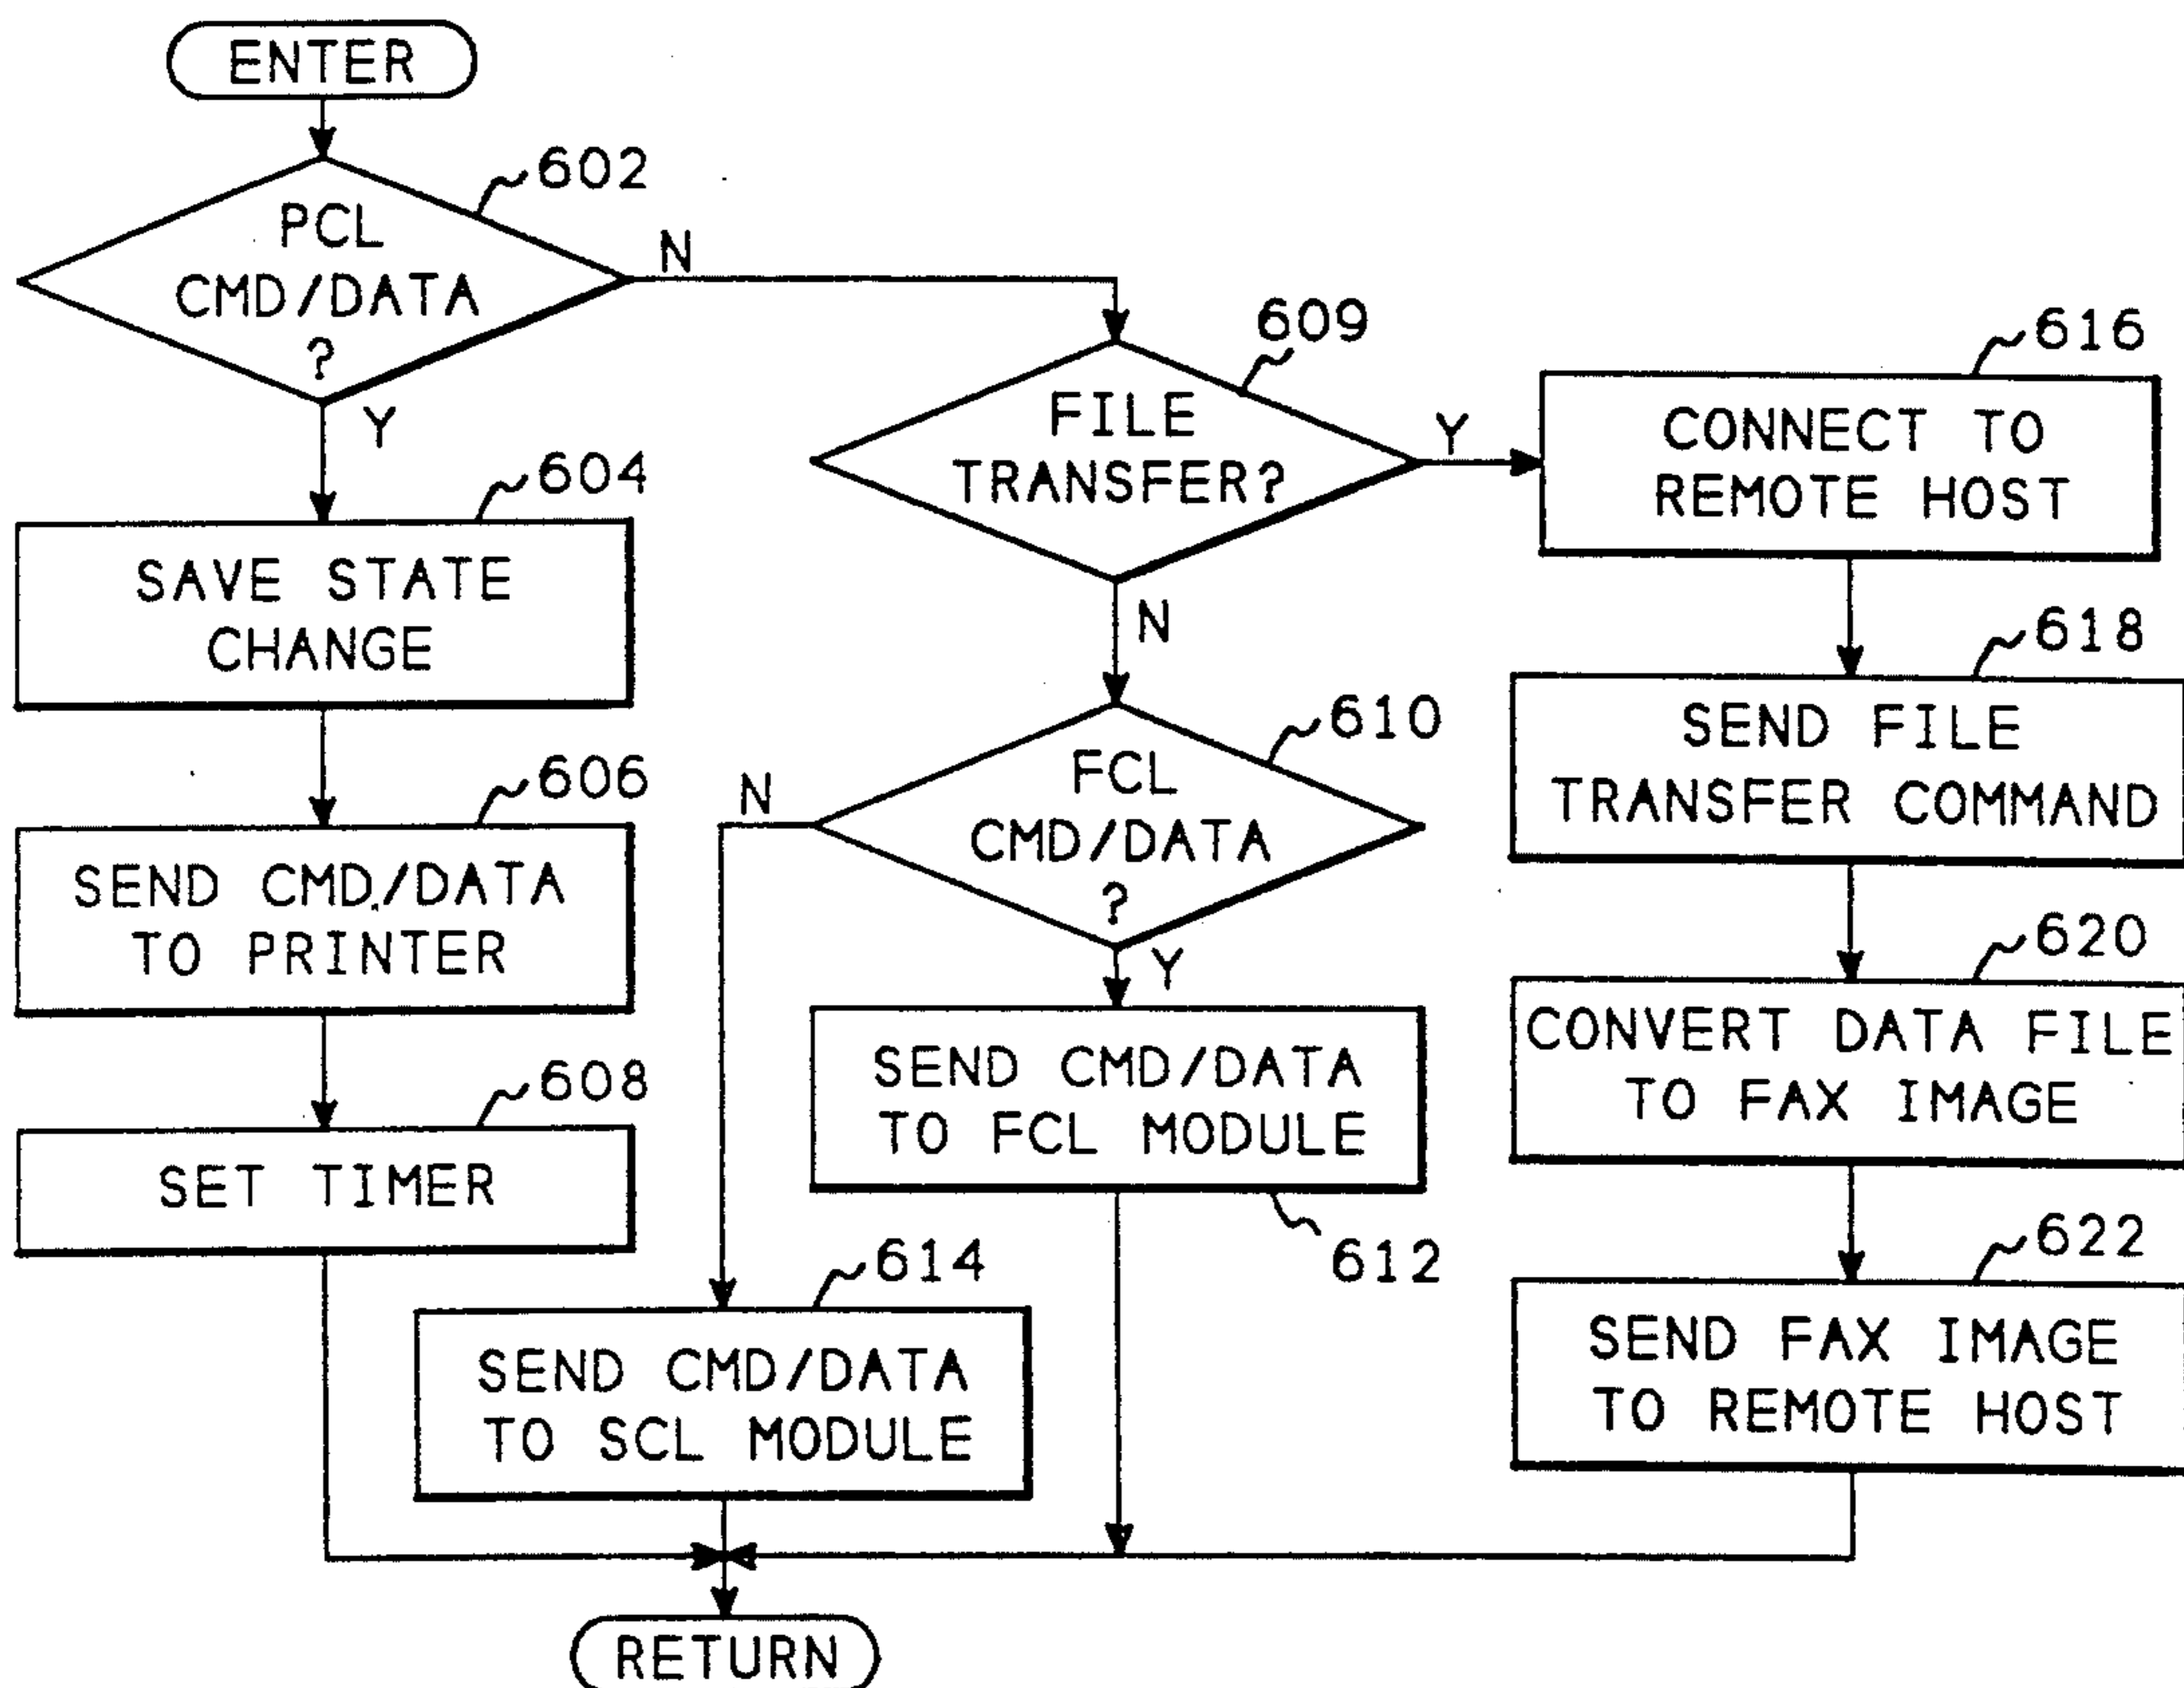 ENTER
602
PCL
CMD/DATA
?
N
Y
604
SAVE STATE
CHANGE
606
SEND CMD/DATA
TO PRINTER
608
SET TIMER
609
FILE
TRANSFER?
Y
N
610
FCL
CMD/DATA
?
N
Y
SEND CMD/DATA
TO FCL MODULE
612
614
SEND CMD/DATA
TO SCL MODULE
616
CONNECT TO
REMOTE HOST
618
SEND FILE
TRANSFER COMMAND
620
CONVERT DATA FILE
TO FAX IMAGE
622
SEND FAX IMAGE
TO REMOTE HOST
RETURN